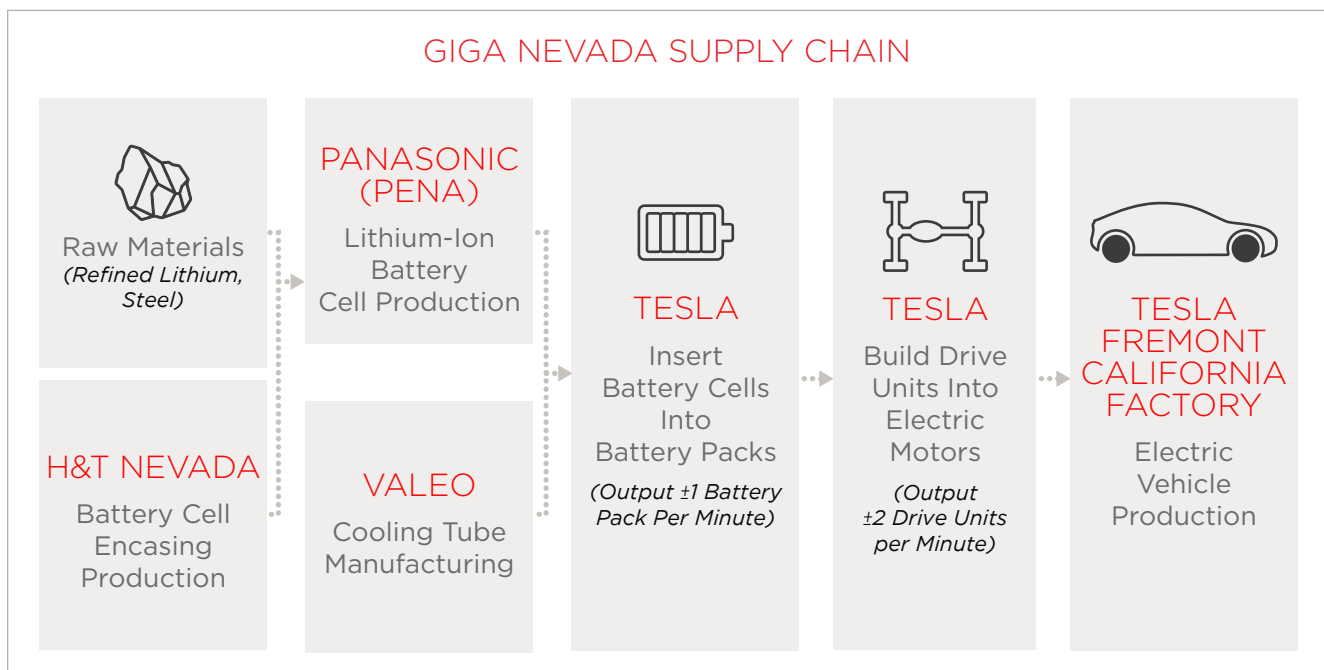 GIGA NEVADA SUPPLY CHAIN
Raw Materials
(Refined Lithium,
Steel)
H&T NEVADA
Battery Cell
Encasing
Production
PANASONIC
(PENA)
Lithium-Ion
Battery
Cell Production
VALEO
Cooling Tube
Manufacturing
TESLA
Insert
Battery Cells
Into
Battery Packs
(Output ±1 Battery
Pack Per Minute)
TESLA
Build Drive
Units Into
Electric
Motors
(Output
±2 Drive Units
per Minute)
TESLA
FREMONT
CALIFORNIA
FACTORY
Electric
Vehicle
Production